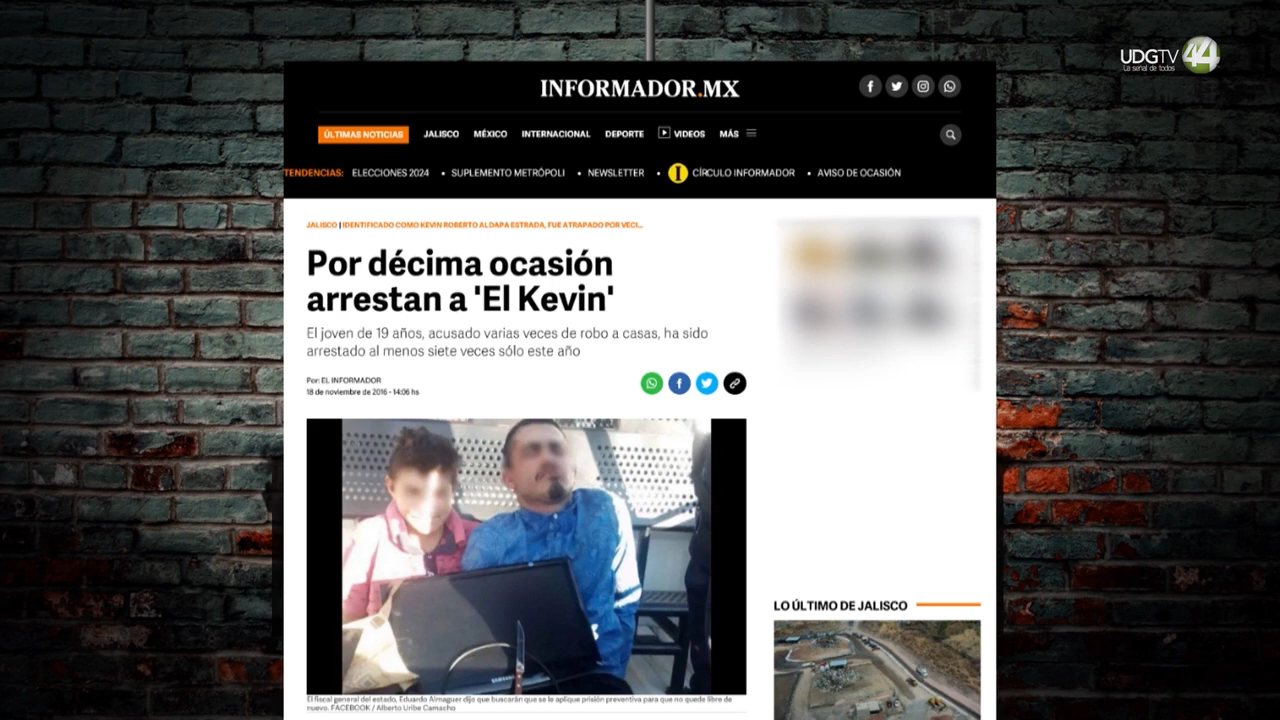 UDGTV 44
La señal de todos
INFORMADOR.MX
ÚLTIMAS NOTICIAS JALISCO MÉXICO INTERNACIONAL DEPORTE VIDEOS MÁS
TENDENCIAS: ELECCIONES 2024 • SUPLEMENTO METRÓPOLI • NEWSLETTER • I CÍRCULO INFORMADOR • AVISO DE OCASIÓN
JALISCO | IDENTIFICADO COMO KEVIN ROBERTO ALDAPA ESTRADA, FUE ATRAPADO POR VECI...
Por décima ocasión
arrestan a 'El Kevin'
El joven de 19 años, acusado varias veces de robo a casas, ha sido
arrestado al menos siete veces sólo este año
Por: EL INFORMADOR
18 de noviembre de 2016 - 14:06 hs
SAMSUNG
El fiscal general del estado, Eduardo Almaguer dijo que buscarán que se le aplique prisión preventiva para que no quede libre de
nuevo. FACEBOOK / Alberto Uribe Camacho
LO ÚLTIMO DE JALISCO